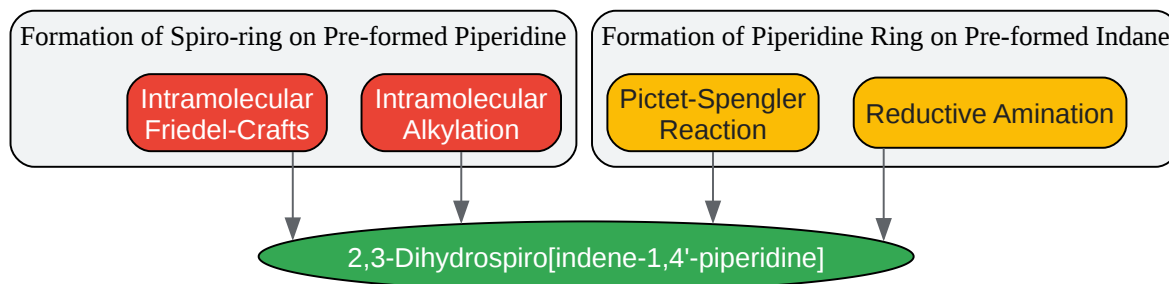 Formation of Spiro-ring on Pre-formed Piperidine
Intramolecular
Friedel-Crafts
Intramolecular
Alkylation
Formation of Piperidine Ring on Pre-formed Indane
Pictet-Spengler
Reaction
Reductive Amination
2,3-Dihydrospiro[indene-1,4'-piperidine]